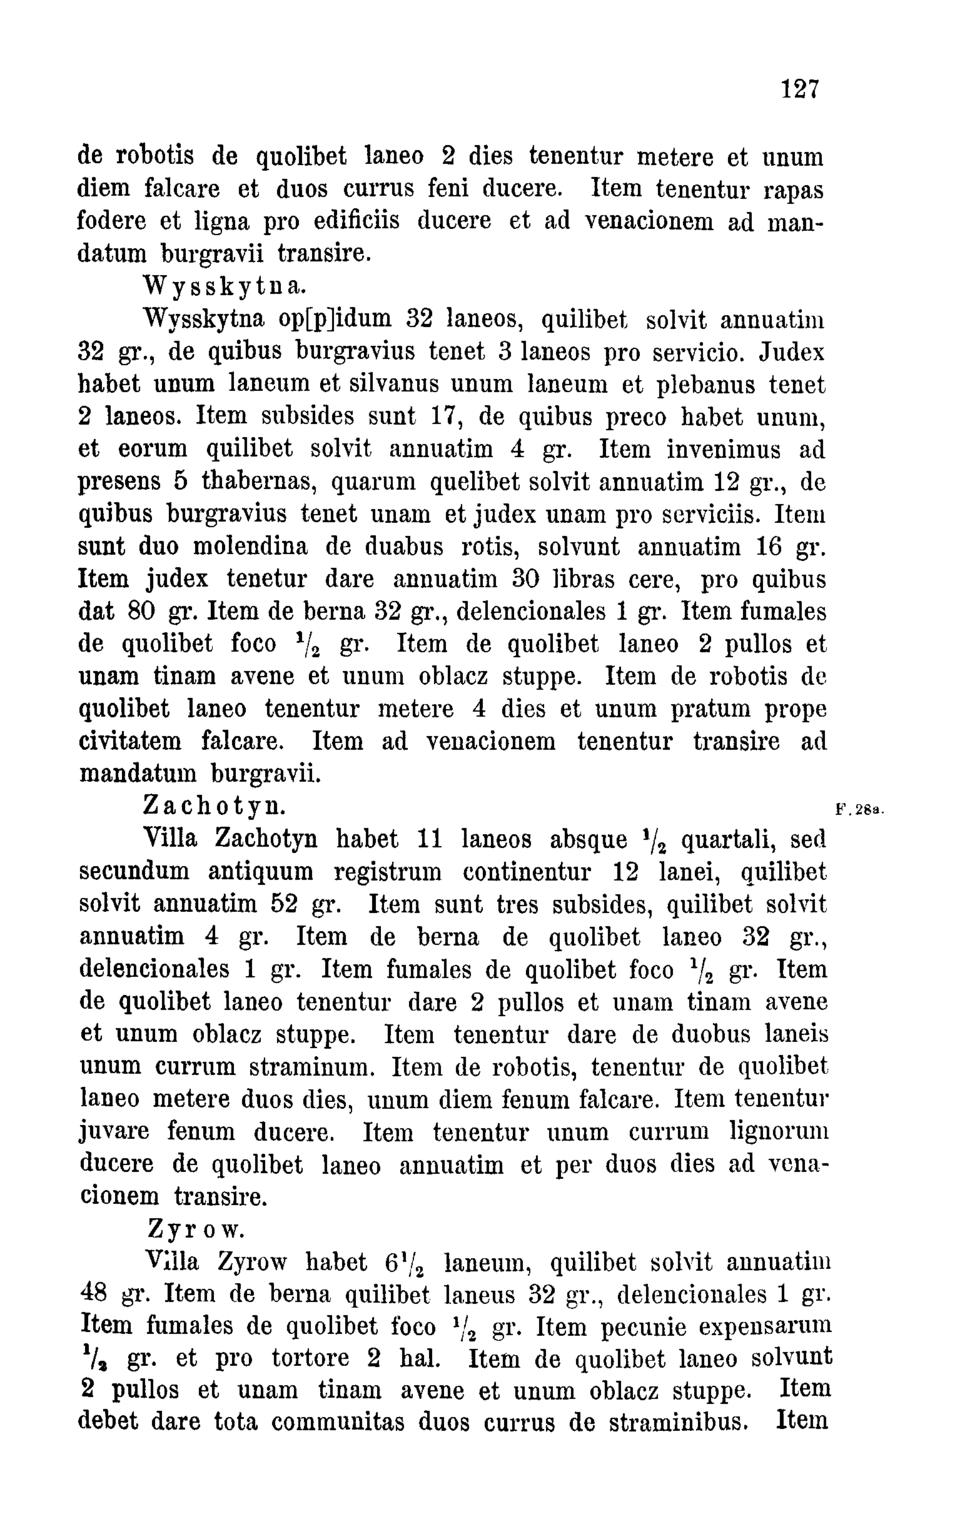 127
de robotis de quolibet laneo 2 dies tenentur metere et unum
diem falcare et duos currus feni ducere. Item tenentur rapas
fodere et ligna pro edificiis ducere et ad venacionem ad man-
datum burgravii transire.
Wysskytna.
Wysskytna op[p]idum 32 laneos, quilibet solvit annuatim
32 gr., de quibus burgravius tenet 3 laneos pro servicio. Judex
habet unum laneum et silvanus unum laneum et plebanus tenet
2 laneos. Item subsides sunt 17, de quibus preco habet unum,
et eorum quilibet solvit annuatim 4 gr. Item invenimus ad
presens 5 thabernas, quarum quelibet solvit annuatim 12 gr., de
quibus burgravius tenet unam et judex unam pro serviciis. Item
sunt duo molendina de duabus rotis, solvunt annuatim 16 gr.
Item judex tenetur dare annuatim 30 libras cere, pro quibus
dat 80 gr. Item de berna 32 gr., delencionales 1 gr. Item fumales
de quolibet foco 1/2 gr. Item de quolibet laneo 2 pullos et
unam tinam avene et unum oblacz stuppe. Item de robotis de
quolibet laneo tenentur metere 4 dies et unum pratum prope
civitatem falcare. Item ad venacionem tenentur transire ad
mandatum burgravii.
Zachotyn. F. 28a.
Villa Zachotyn habet 11 laneos absque 1/2 quartali, sed
secundum antiquum registrum continentur 12 lanei, quilibet
solvit annuatim 52 gr. Item sunt tres subsides, quilibet solvit
annuatim 4 gr. Item de berna de quolibet laneo 32 gr.,
delencionales 1 gr. Item fumales de quolibet foco 1/2 gr. Item
de quolibet laneo tenentur dare 2 pullos et unam tinam avene
et unum oblacz stuppe. Item tenentur dare de duobus laneis
unum currum straminum. Item de robotis, tenentur de quolibet
laneo metere duos dies, unum diem fenum falcare. Item tenentur
juvare fenum ducere. Item tenentur unum currum lignorum
ducere de quolibet laneo annuatim et per duos dies ad vena-
cionem transire.
Zyrow.
Villa Zyrow habet 6 1/2 laneum, quilibet solvit annuatim
48 gr. Item de berna quilibet laneus 32 gr., delencionales 1 gr.
Item fumales de quolibet foco 1/2 gr. Item pecunie expensarum
1/2 gr. et pro tortore 2 hal. Item de quolibet laneo solvunt
2 pullos et unam tinam avene et unum oblacz stuppe. Item
debet dare tota communitas duos currus de straminibus. Item